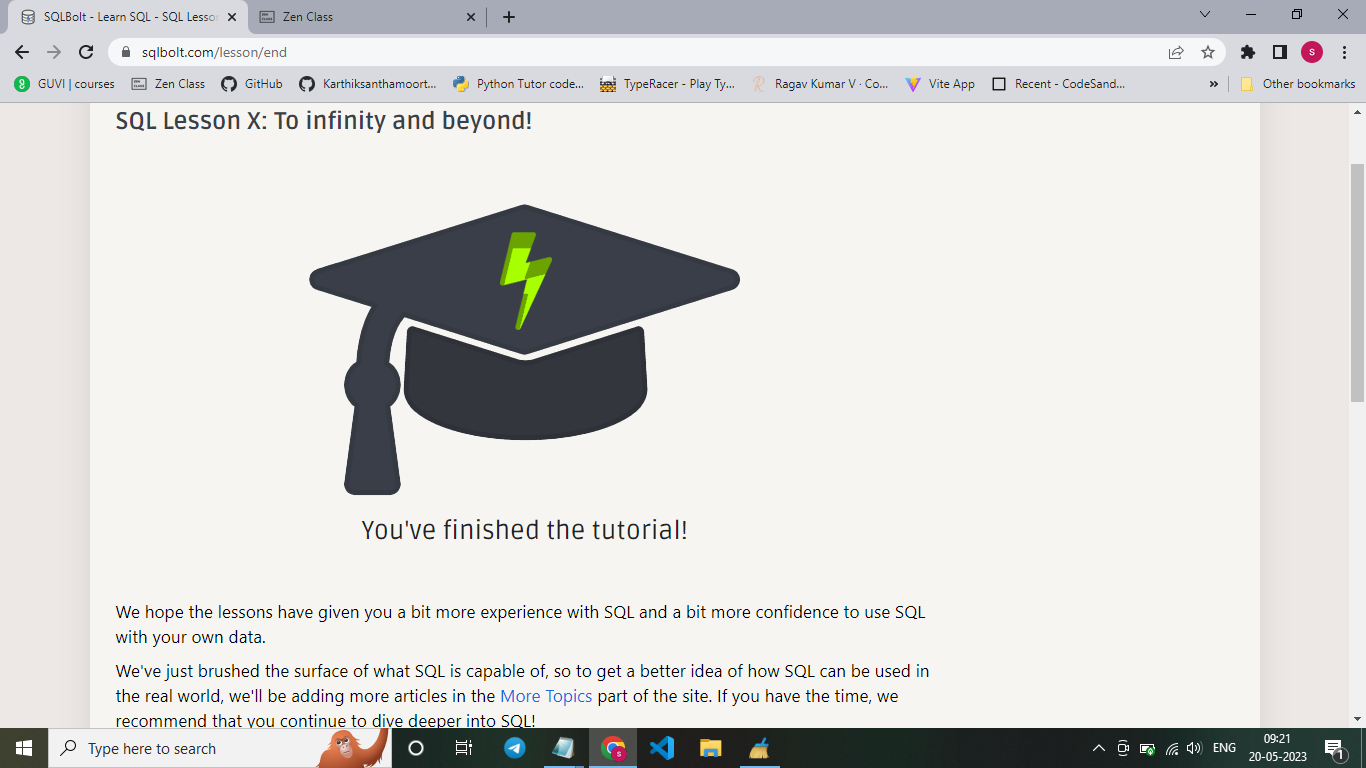 SQLBolt - Learn SQL - SQL Lesson
Zen Class
sqlbolt.com/lesson/end
s
GUVI | courses
Zen Class
GitHub
Karthiksanthamoort...
Python Tutor code...
TypeRacer - Play Ty...
Ragav Kumar V · Co...
Vite App
Recent - CodeSand...
»
Other bookmarks
SQL Lesson X: To infinity and beyond!
You've finished the tutorial!
We hope the lessons have given you a bit more experience with SQL and a bit more confidence to use SQL
with your own data.
We've just brushed the surface of what SQL is capable of, so to get a better idea of how SQL can be used in
the real world, we'll be adding more articles in the More Topics part of the site. If you have the time, we
recommend that you continue to dive deeper into SQL!
Type here to search
ENG
09:21
20-05-2023
1